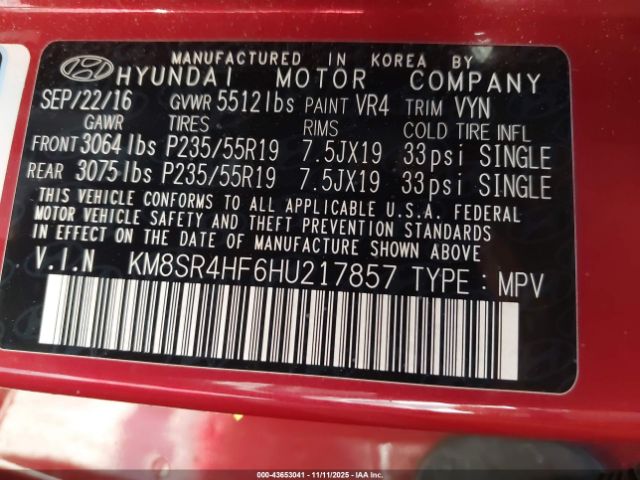 MANUFACTURED IN KOREA BY
HYUNDAI MOTOR COMPANY
SEP/22/16 GVWR 5512lbs PAINT VR4 TRIM VYN
GAWR TIRES RIMS COLD TIRE INFL
FRONT 3064lbs P235/55R19 7.5JX19 33psi SINGLE
REAR 3075lbs P235/55R19 7.5JX19 33psi SINGLE
THIS VEHICLE CONFORMS TO ALL APPLICABLE U.S.A. FEDERAL
MOTOR VEHICLE SAFETY AND THEFT PREVENTION STANDARDS
IN EFFECT ON THE DATE OF MANUFACTURE SHOWN ABOVE.
V.I.N KM8SR4HF6HU217857 TYPE : MPV
000-43653041 - 11/11/2025 - IAA Inc.